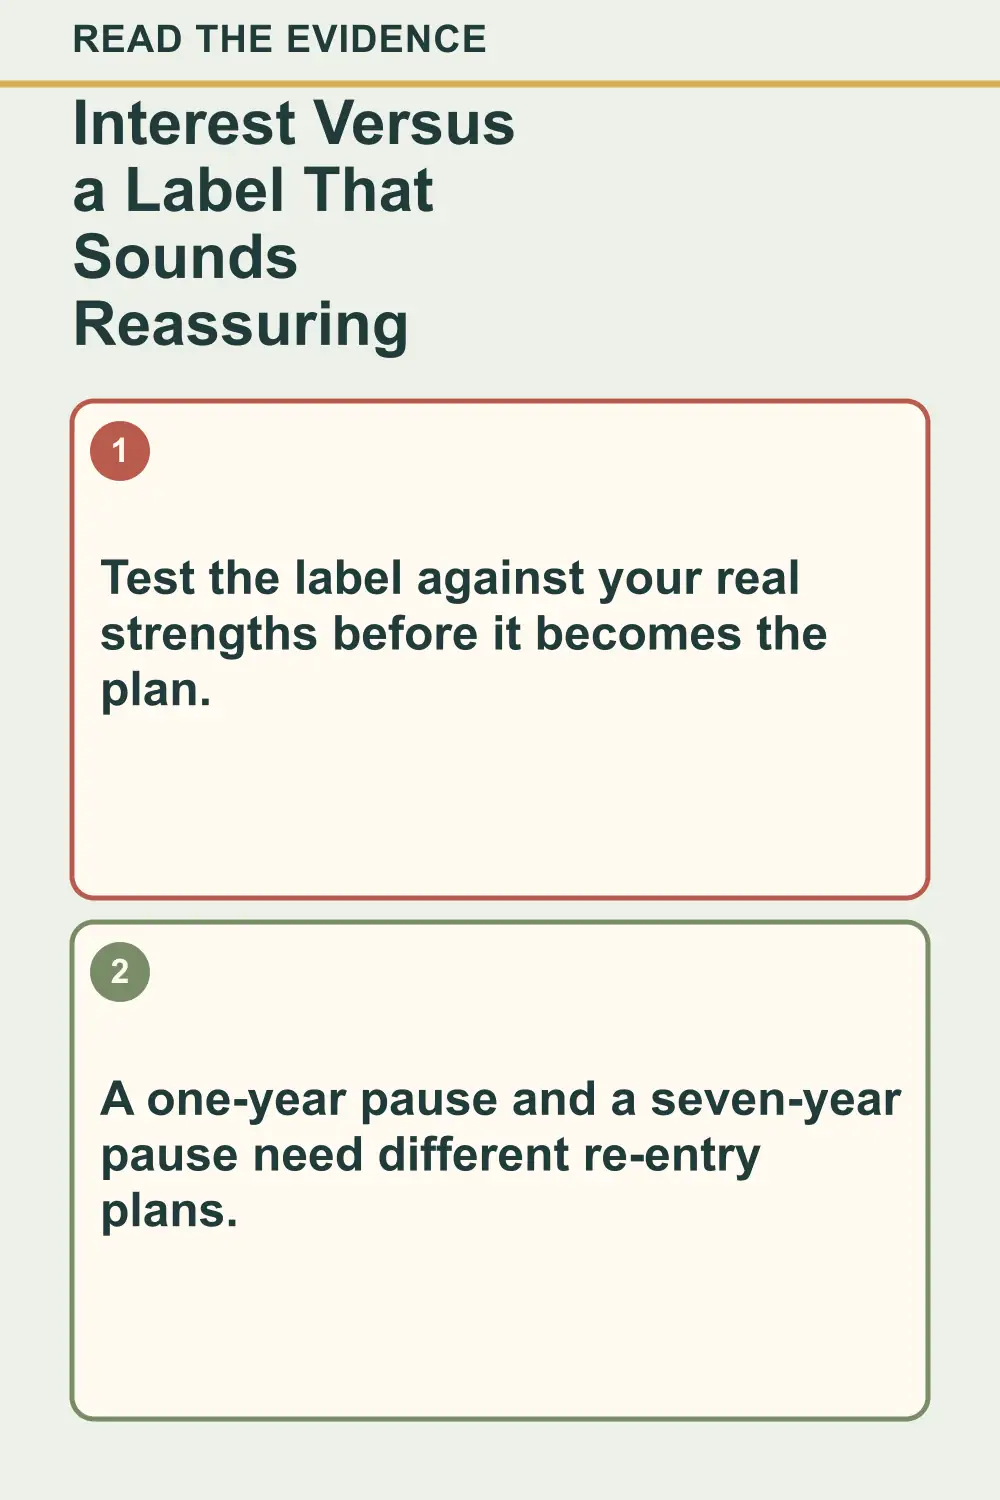 READ THE EVIDENCE
Interest Versus
a Label That
Sounds
Reassuring
1
Test the label against your real
strengths before it becomes the
plan.
2
A one-year pause and a seven-year
pause need different re-entry
plans.